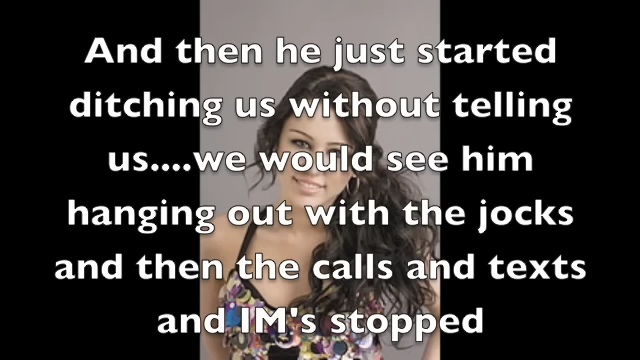 And then he just started
ditching us without telling
us....we would see him
hanging out with the jocks
and then the calls and texts
and IM's stopped